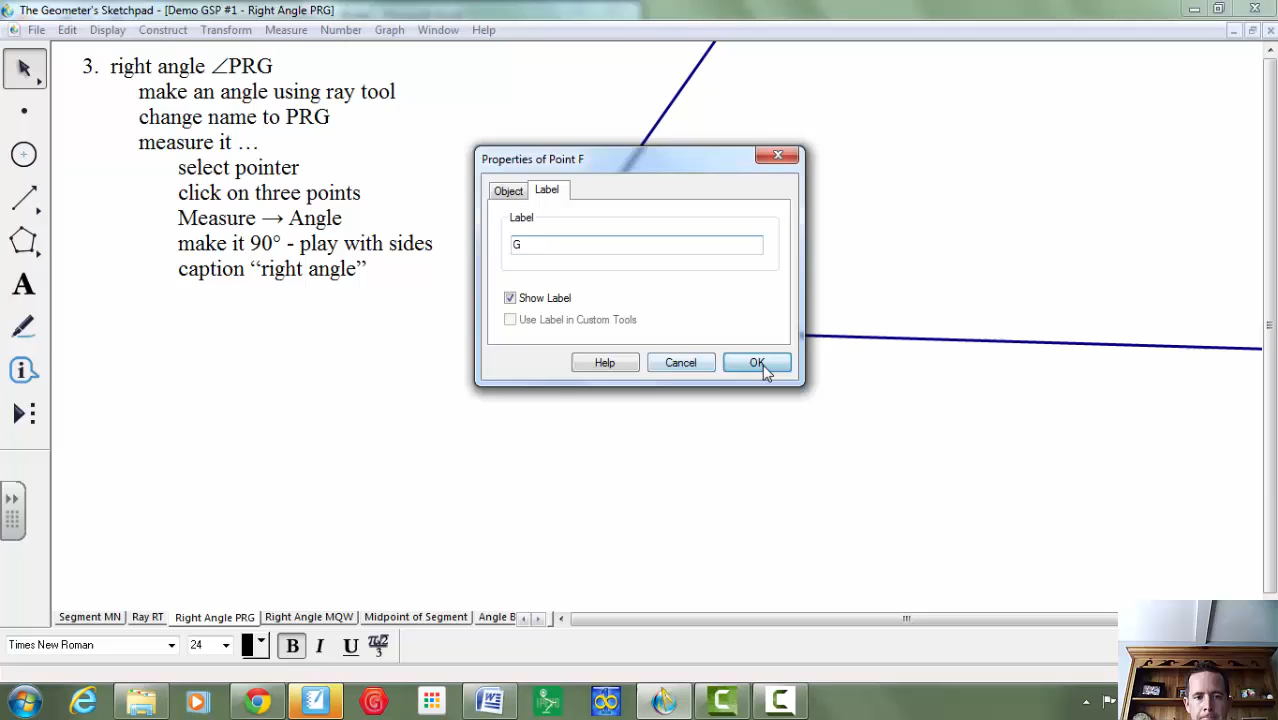 The Geometer's Sketchpad - [Demo GSP #1 - Right Angle PRG]
File Edit Display Construct Transform Measure Number Graph Window Help
3. right angle ∠PRG
make an angle using ray tool
change name to PRG
measure it …
select pointer
click on three points
Measure → Angle
make it 90° - play with sides
caption “right angle”
Properties of Point F
Object Label
Label
G
Show Label
Use Label in Custom Tools
Help Cancel OK
A
Segment MN Ray RT Right Angle PRG Right Angle MQW Midpoint of Segment Angle B
Times New Roman 24 B I U